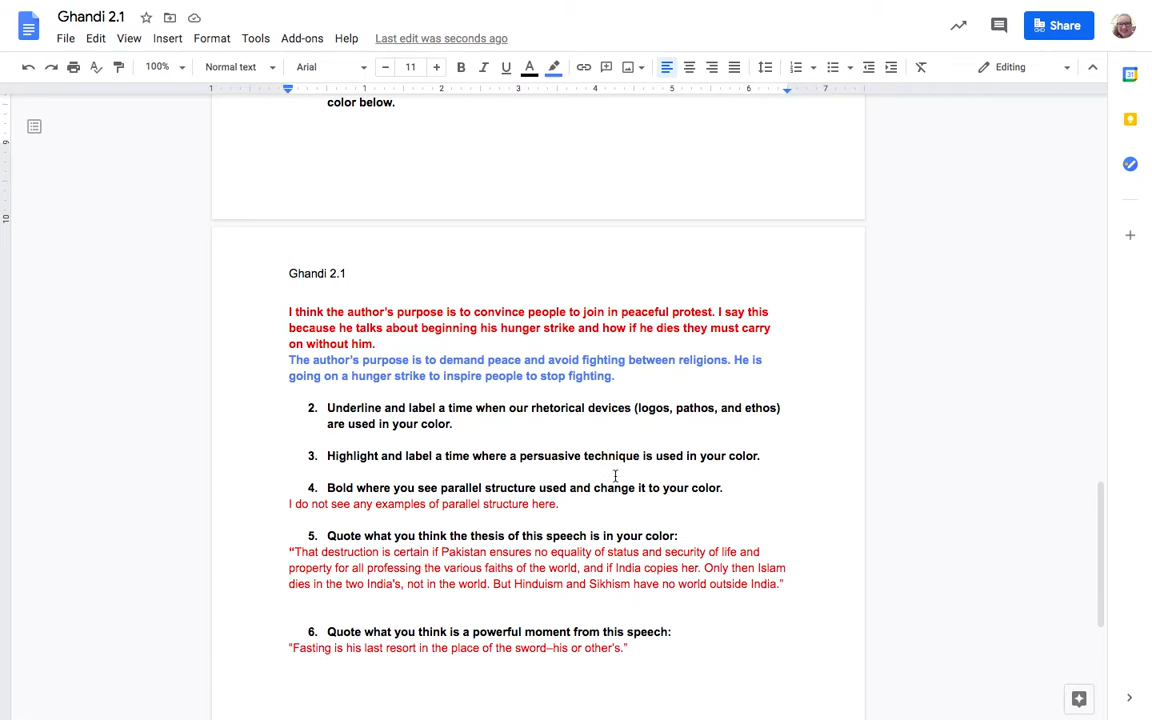 Ghandi 2.1
File Edit View Insert Format Tools Add-ons Help Last edit was seconds ago
Share
100% Normal text Arial 11 Editing
1 1 2 3 4 5 6 7
9
10
31
color below.
Ghandi 2.1
I think the author's purpose is to convince people to join in peaceful protest. I say this
because he talks about beginning his hunger strike and how if he dies they must carry
on without him.
The author's purpose is to demand peace and avoid fighting between religions. He is
going on a hunger strike to inspire people to stop fighting.
2. Underline and label a time when our rhetorical devices (logos, pathos, and ethos)
are used in your color.
3. Highlight and label a time where a persuasive technique is used in your color.
4. Bold where you see parallel structure used and change it to your color.
I do not see any examples of parallel structure here.
5. Quote what you think the thesis of this speech is in your color:
“That destruction is certain if Pakistan ensures no equality of status and security of life and
property for all professing the various faiths of the world, and if India copies her. Only then Islam
dies in the two India's, not in the world. But Hinduism and Sikhism have no world outside India.”
6. Quote what you think is a powerful moment from this speech:
"Fasting is his last resort in the place of the sword–his or other's."